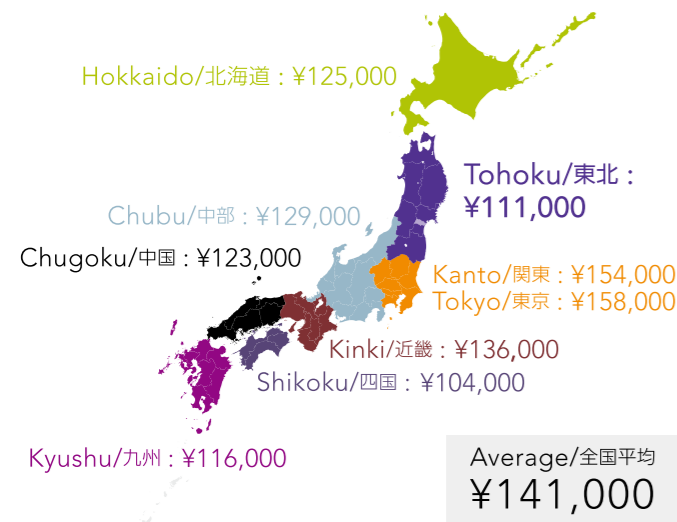 Hokkaido/北海道 : ¥125,000
Tohoku/東北 :
¥111,000
Chubu/中部 : ¥129,000
Chugoku/中国 : ¥123,000
Kanto/関東 : ¥154,000
Tokyo/東京 : ¥158,000
Kinki/近畿 : ¥136,000
Shikoku/四国 : ¥104,000
Kyushu/九州 : ¥116,000
Average/全国平均
¥141,000